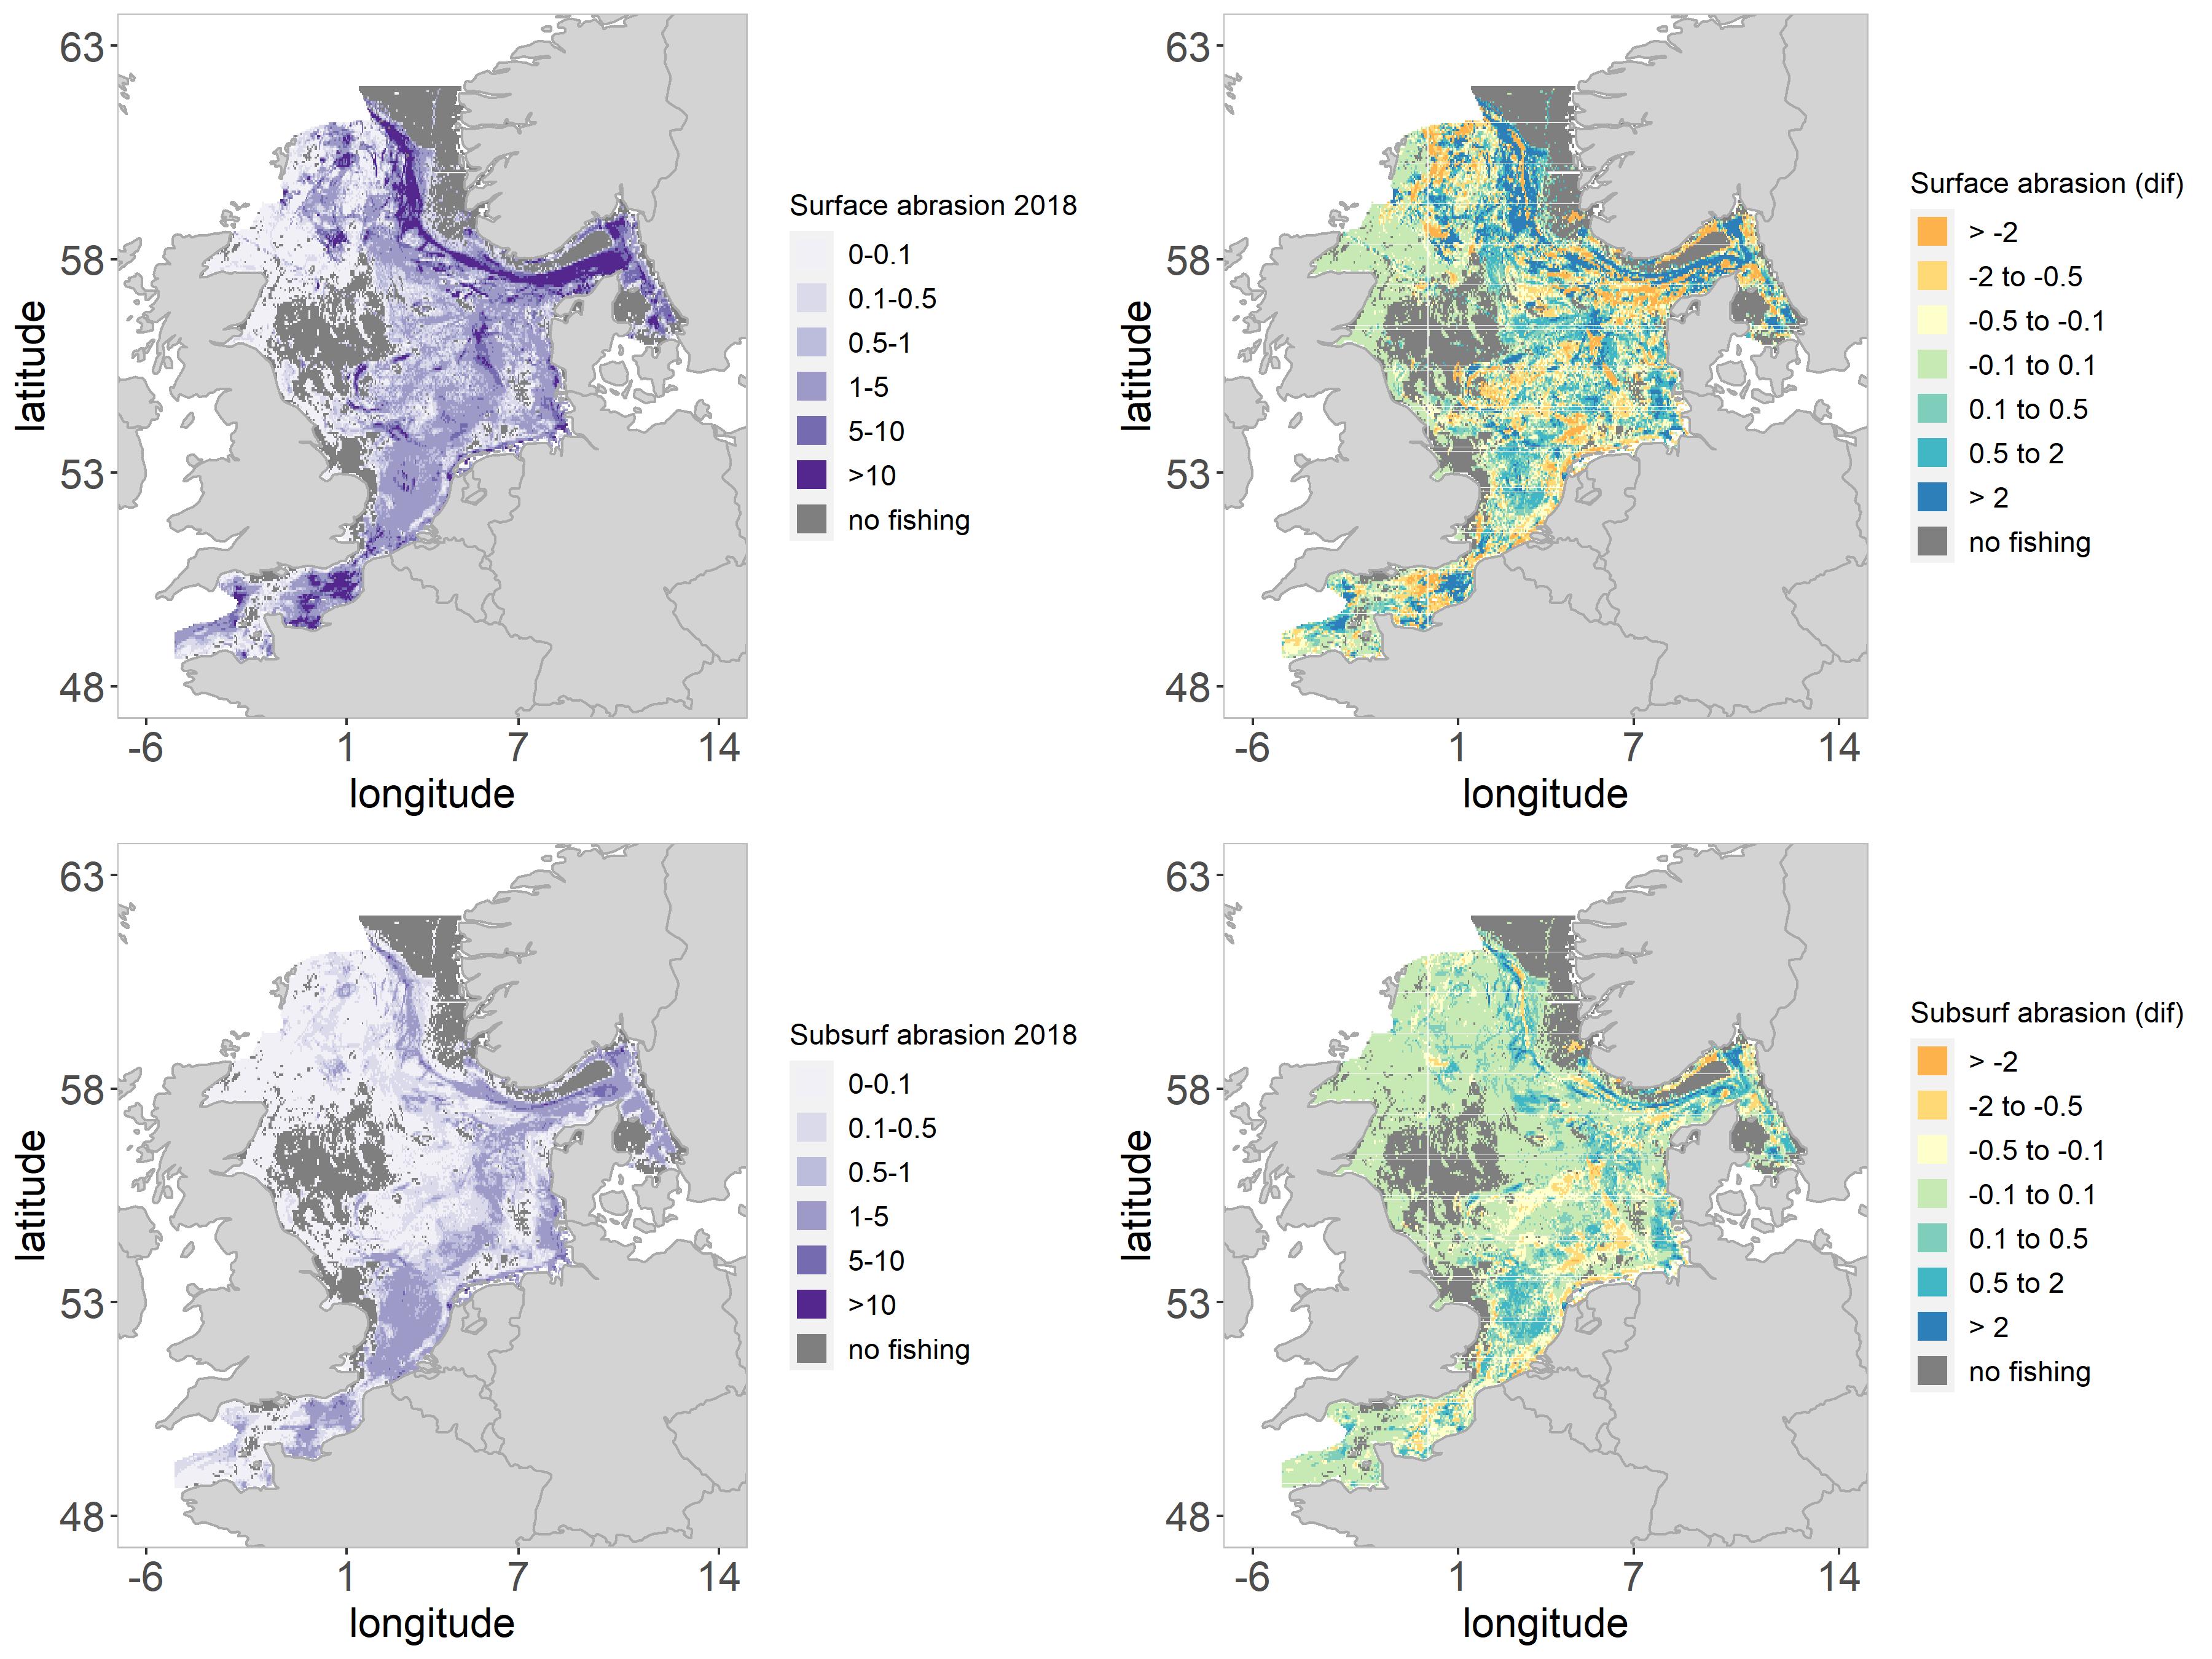 63
58
53
48
latitude
-6 1 7 14
longitude
Surface abrasion 2018
0-0.1
0.1-0.5
0.5-1
1-5
5-10
>10
no fishing
63
58
53
48
latitude
-6 1 7 14
longitude
Surface abrasion (dif)
> -2
-2 to -0.5
-0.5 to -0.1
-0.1 to 0.1
0.1 to 0.5
0.5 to 2
> 2
no fishing
63
58
53
48
latitude
-6 1 7 14
longitude
Subsurf abrasion 2018
0-0.1
0.1-0.5
0.5-1
1-5
5-10
>10
no fishing
63
58
53
48
latitude
-6 1 7 14
longitude
Subsurf abrasion (dif)
> -2
-2 to -0.5
-0.5 to -0.1
-0.1 to 0.1
0.1 to 0.5
0.5 to 2
> 2
no fishing